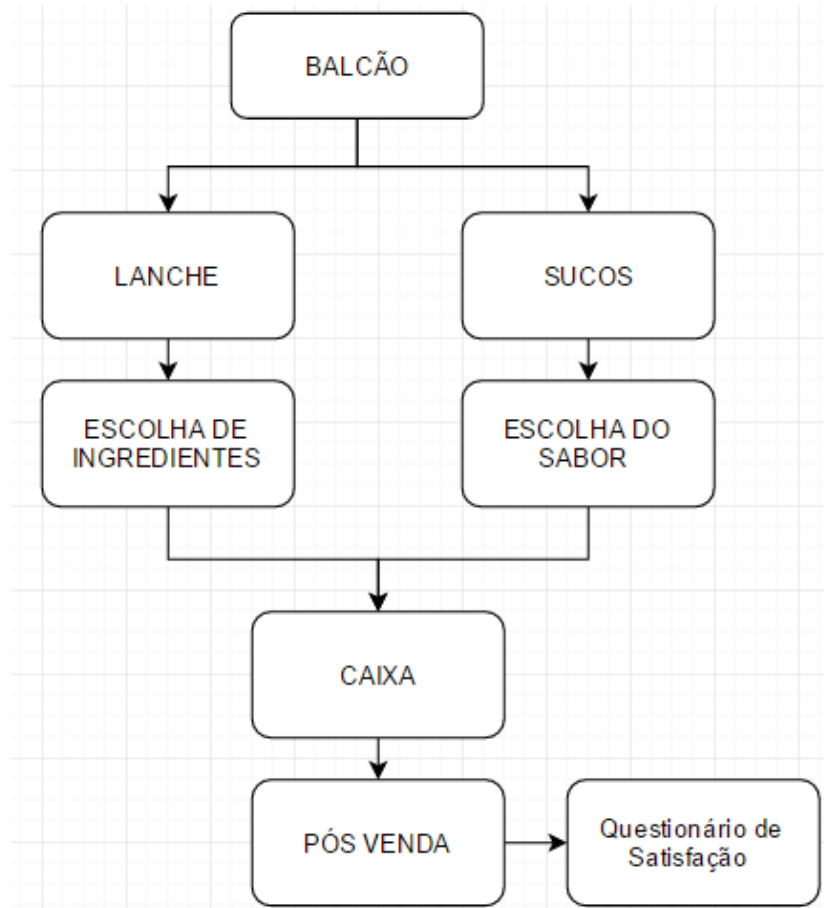 BALCÃO
LANCHE
SUCOS
ESCOLHA DE
INGREDIENTES
ESCOLHA DO
SABOR
CAIXA
PÓS VENDA
Questionário de
Satisfação